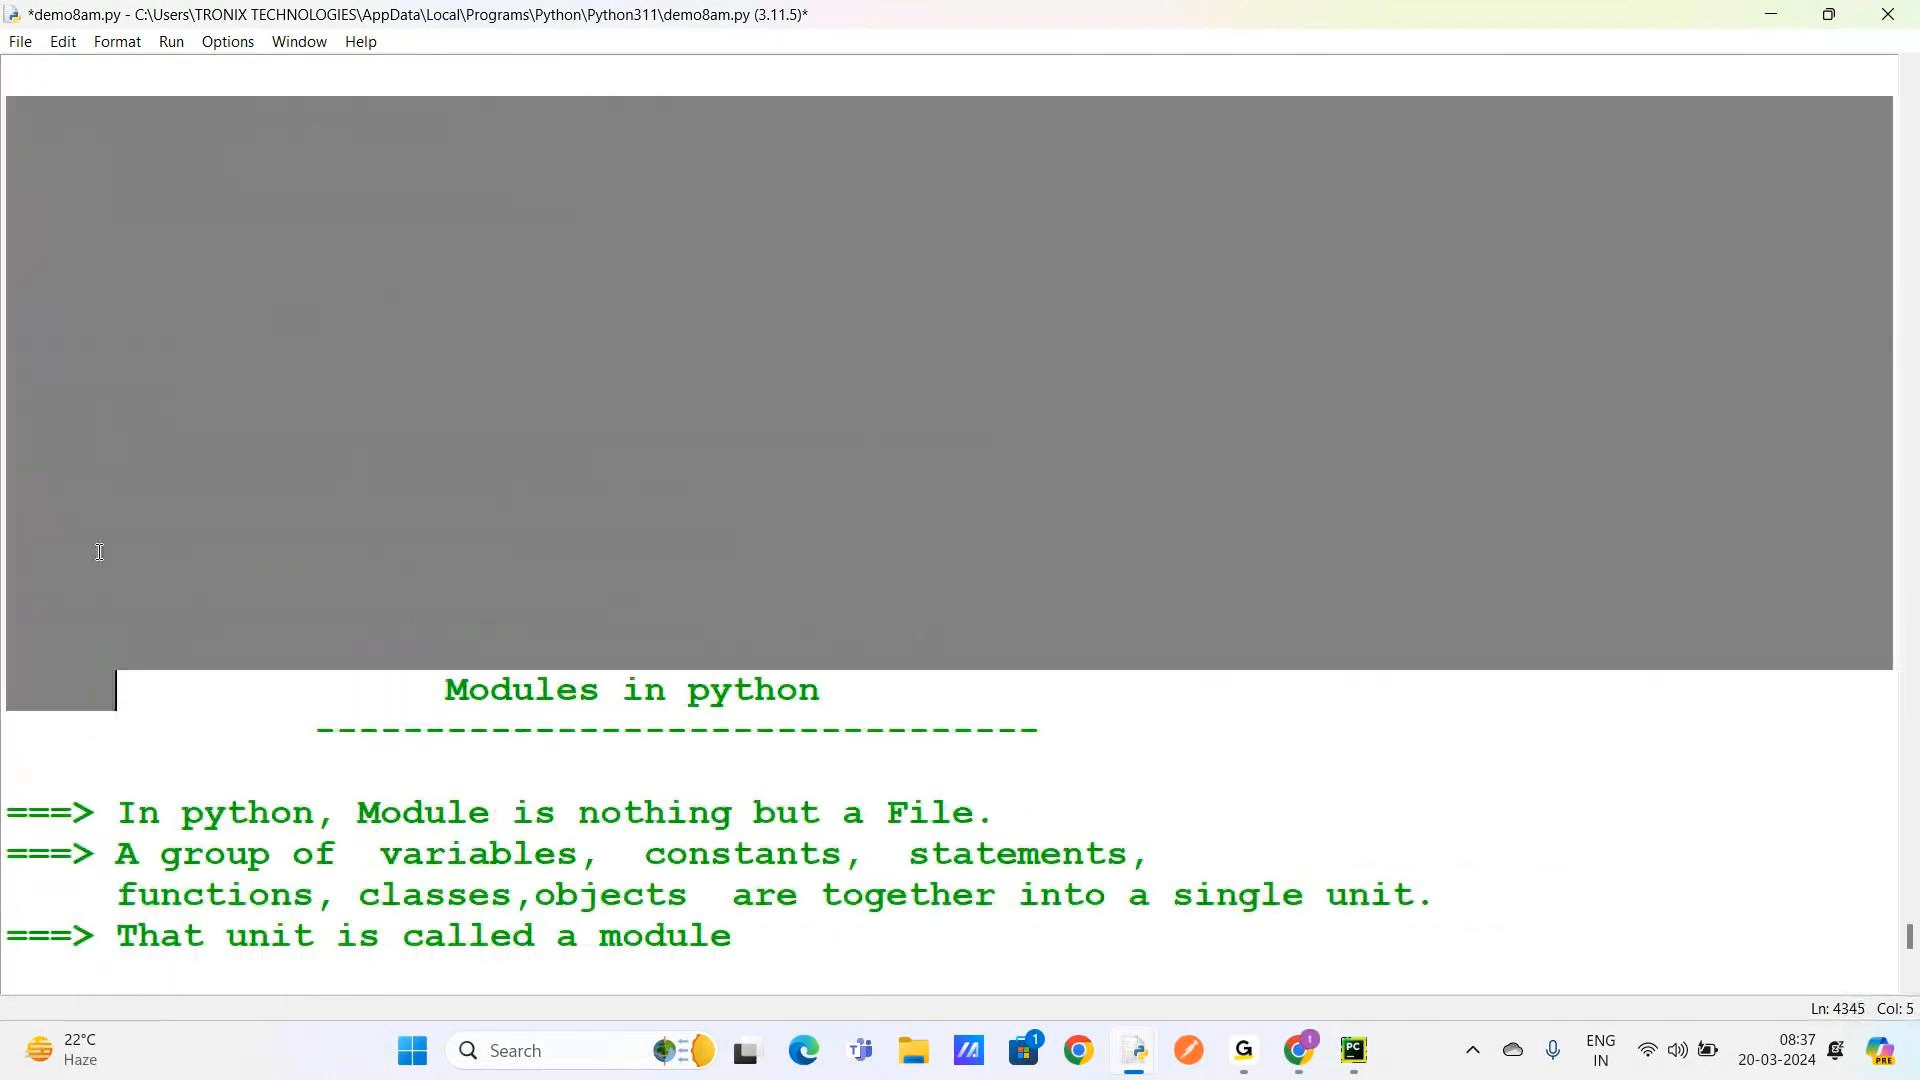 *demo8am.py - C:\Users\TRONIX TECHNOLOGIES\AppData\Local\Programs\Python\Python311\demo8am.py (3.11.5)*
File Edit Format Run Options Window Help
Modules in python
---------------------------------
===> In python, Module is nothing but a File.
===> A group of  variables,  constants,  statements,
functions, classes,objects  are together into a single unit.
===> That unit is called a module
Ln: 4345 Col: 5
22°C
Haze
Search
1
t
PC
ENG
IN
08:37
20-03-2024
PRE